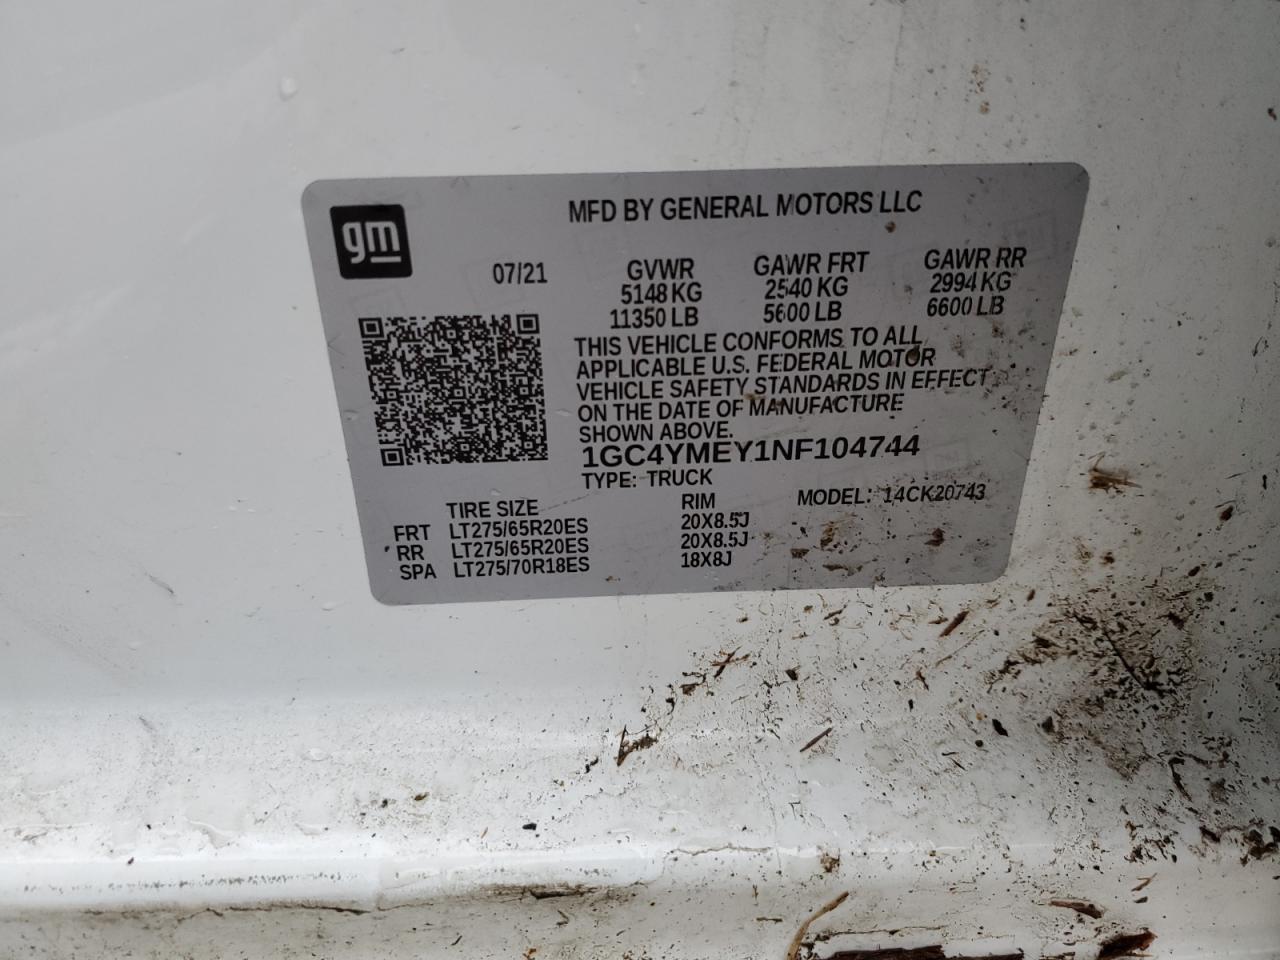 MFD BY GENERAL MOTORS LLC
gm
07/21
GVWR GAWR FRT GAWR RR
5148 KG 2540 KG 2994 KG
11350 LB 5600 LB 6600 LB
THIS VEHICLE CONFORMS TO ALL
APPLICABLE U.S. FEDERAL MOTOR
VEHICLE SAFETY STANDARDS IN EFFECT
ON THE DATE OF MANUFACTURE
SHOWN ABOVE.
1GC4YMEY1NF104744
TYPE: TRUCK
MODEL: 14CK20743
TIRE SIZE RIM
FRT LT275/65R20ES 20X8.5J
RR LT275/65R20ES 20X8.5J
SPA LT275/70R18ES 18X8J